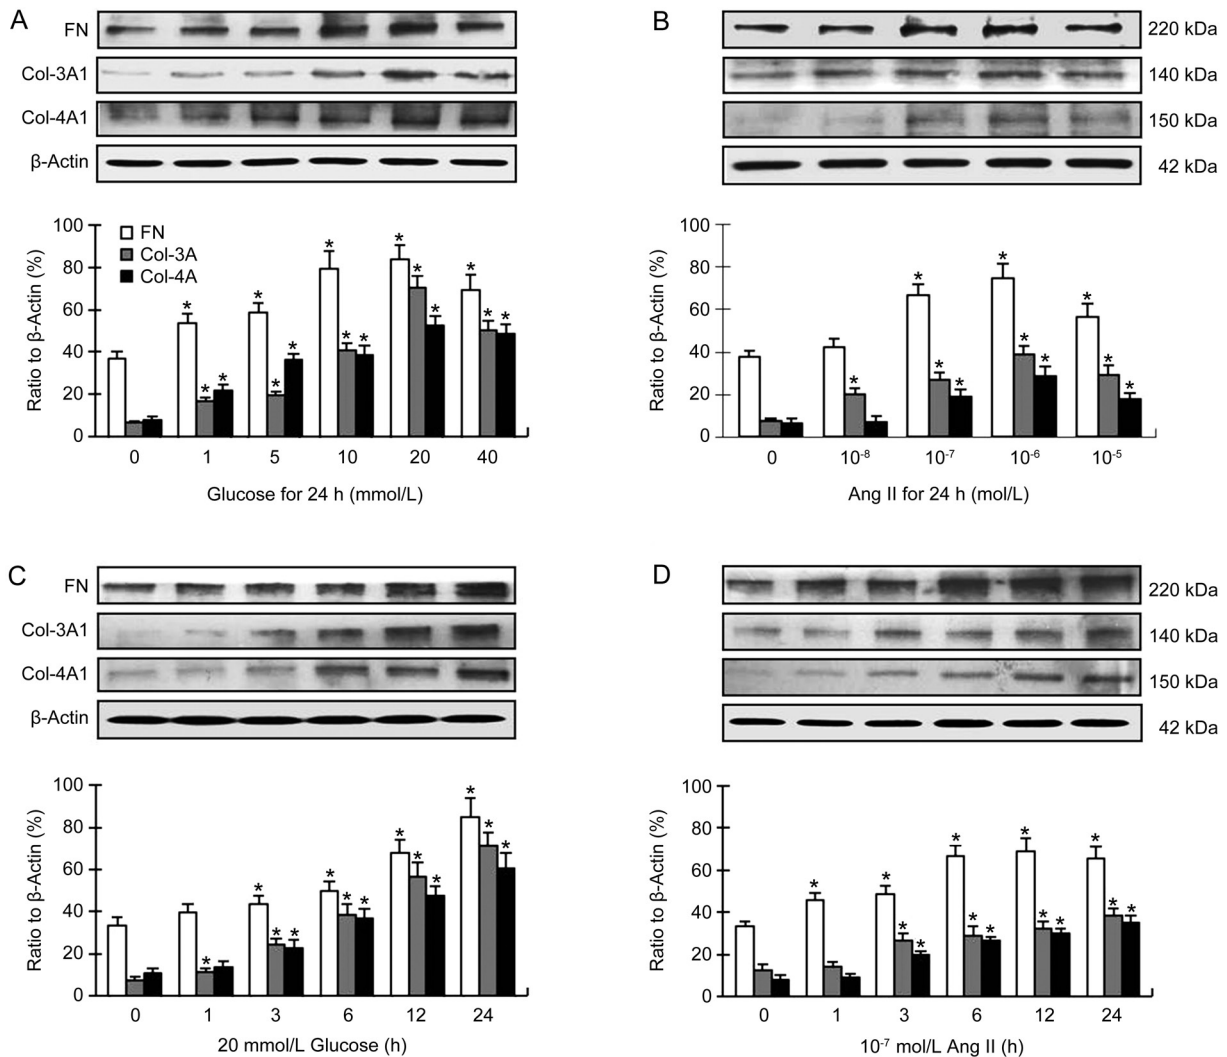 A
FN
Col-3A1
Col-4A1
β-Actin
100
80
60
40
20
0
Ratio to β-Actin (%)
FN
Col-3A
Col-4A
* * * * * * * * * * * * * * *
0 1 5 10 20 40
Glucose for 24 h (mmol/L)
B
220 kDa
140 kDa
150 kDa
42 kDa
100
80
60
40
20
0
Ratio to β-Actin (%)
* * * * * * * * * *
0 10⁻⁸ 10⁻⁷ 10⁻⁶ 10⁻⁵
Ang II for 24 h (mol/L)
C
FN
Col-3A1
Col-4A1
β-Actin
100
80
60
40
20
0
Ratio to β-Actin (%)
* * * * * * * * * * * * *
0 1 3 6 12 24
20 mmol/L Glucose (h)
D
220 kDa
140 kDa
150 kDa
42 kDa
100
80
60
40
20
0
Ratio to β-Actin (%)
* * * * * * * * * * * * *
0 1 3 6 12 24
10⁻⁷ mol/L Ang II (h)